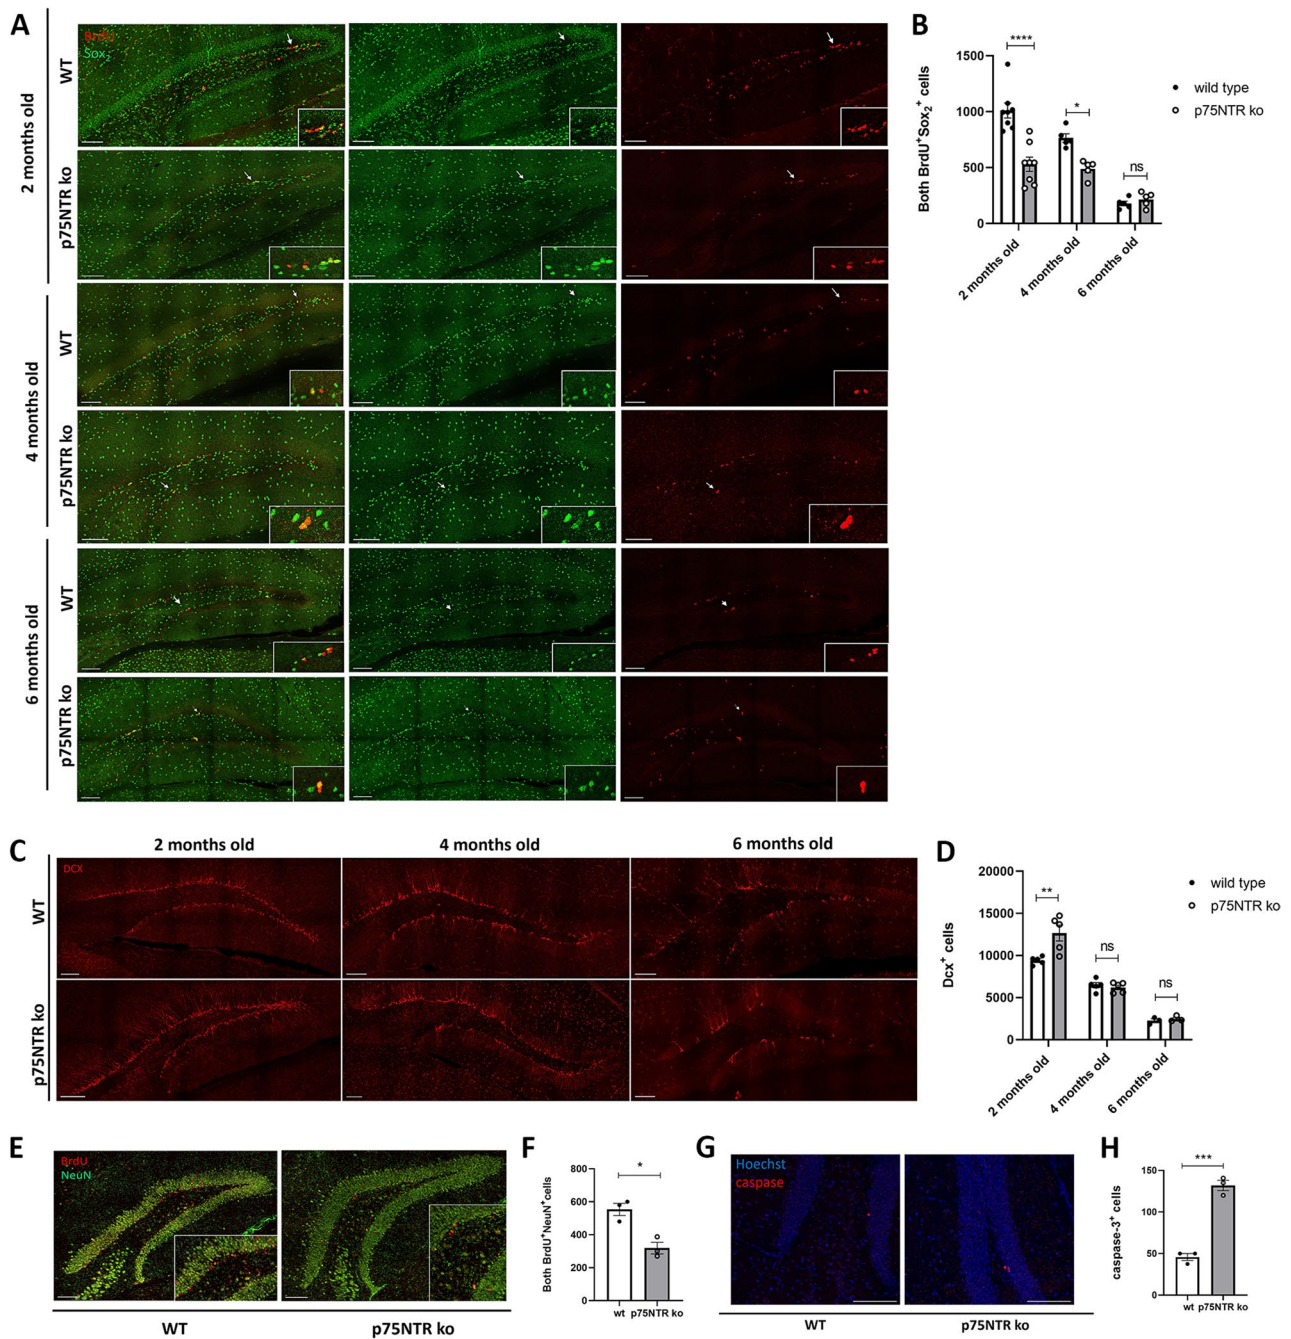 A
BrdU
Sox2
2 months old
WT
p75NTR ko
4 months old
WT
p75NTR ko
6 months old
WT
p75NTR ko
B
Both BrdU+Sox2+ cells
1500
1000
500
0
****
*
ns
2 months old
4 months old
6 months old
wild type
p75NTR ko
C
2 months old
4 months old
6 months old
DCX
WT
p75NTR ko
D
Dcx+ cells
20000
15000
10000
5000
0
**
ns
ns
2 months old
4 months old
6 months old
wild type
p75NTR ko
E
BrdU
NeuN
WT
p75NTR ko
F
Both BrdU+NeuN+cells
800
600
400
200
0
*
wt
p75NTR ko
G
Hoechst
caspase
WT
p75NTR ko
H
caspase-3+ cells
150
100
50
0
***
wt
p75NTR ko